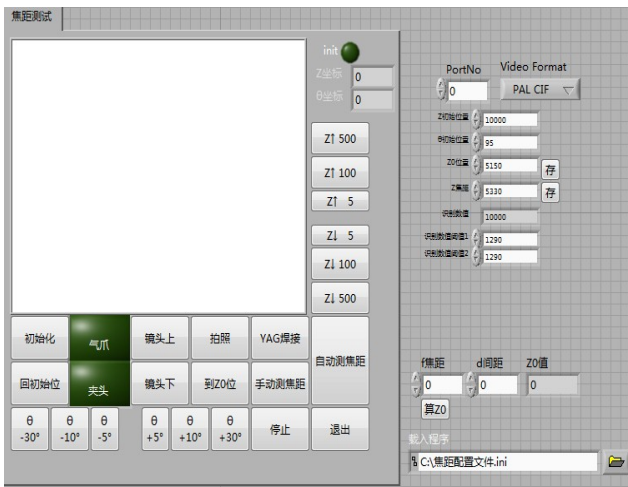 焦距测试
init
Z坐标 0
θ坐标 0
Z↑ 500
Z↑ 100
Z↑ 5
Z↓ 5
Z↓ 100
Z↓ 500
初始化 气爪 镜头上 拍照 YAG焊接 自动测焦距
回初始位 夹头 镜头下 到Z0位 手动测焦距
θ θ θ θ θ θ
-30° -10° -5° +5° +10° +30° 停止 退出
PortNo Video Format
0 PAL CIF
Z初始位置 10000
θ初始位置 95
Z0位置 5150 存
Z焦距 5330 存
识别数值 10000
识别数值阈值1 1290
识别数值阈值2 1290
f焦距 d间距 Z0值
0 0 0
算Z0
载入程序
C:\焦距配置文件.ini